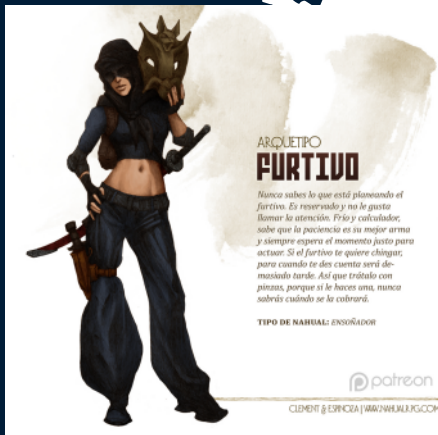 ARQUETIPO
FURTIVO
Nunca sabes lo que está planeando el
furtivo. Es reservado y no le gusta
llamar la atención. Frío y calculador,
sabe que la paciencia es su mejor arma
y siempre espera el momento justo para
actuar. Si el furtivo te quiere chingar,
para cuando te des cuenta será de-
masiado tarde. Así que trátalo con
pinzas, porque si le haces una, nunca
sabrás cuándo se la cobrará.
TIPO DE NAHUAL: ENSOÑADOR
patreon
CLEMENT & ESPINOZA | WWW.NAHUALRPG.COM